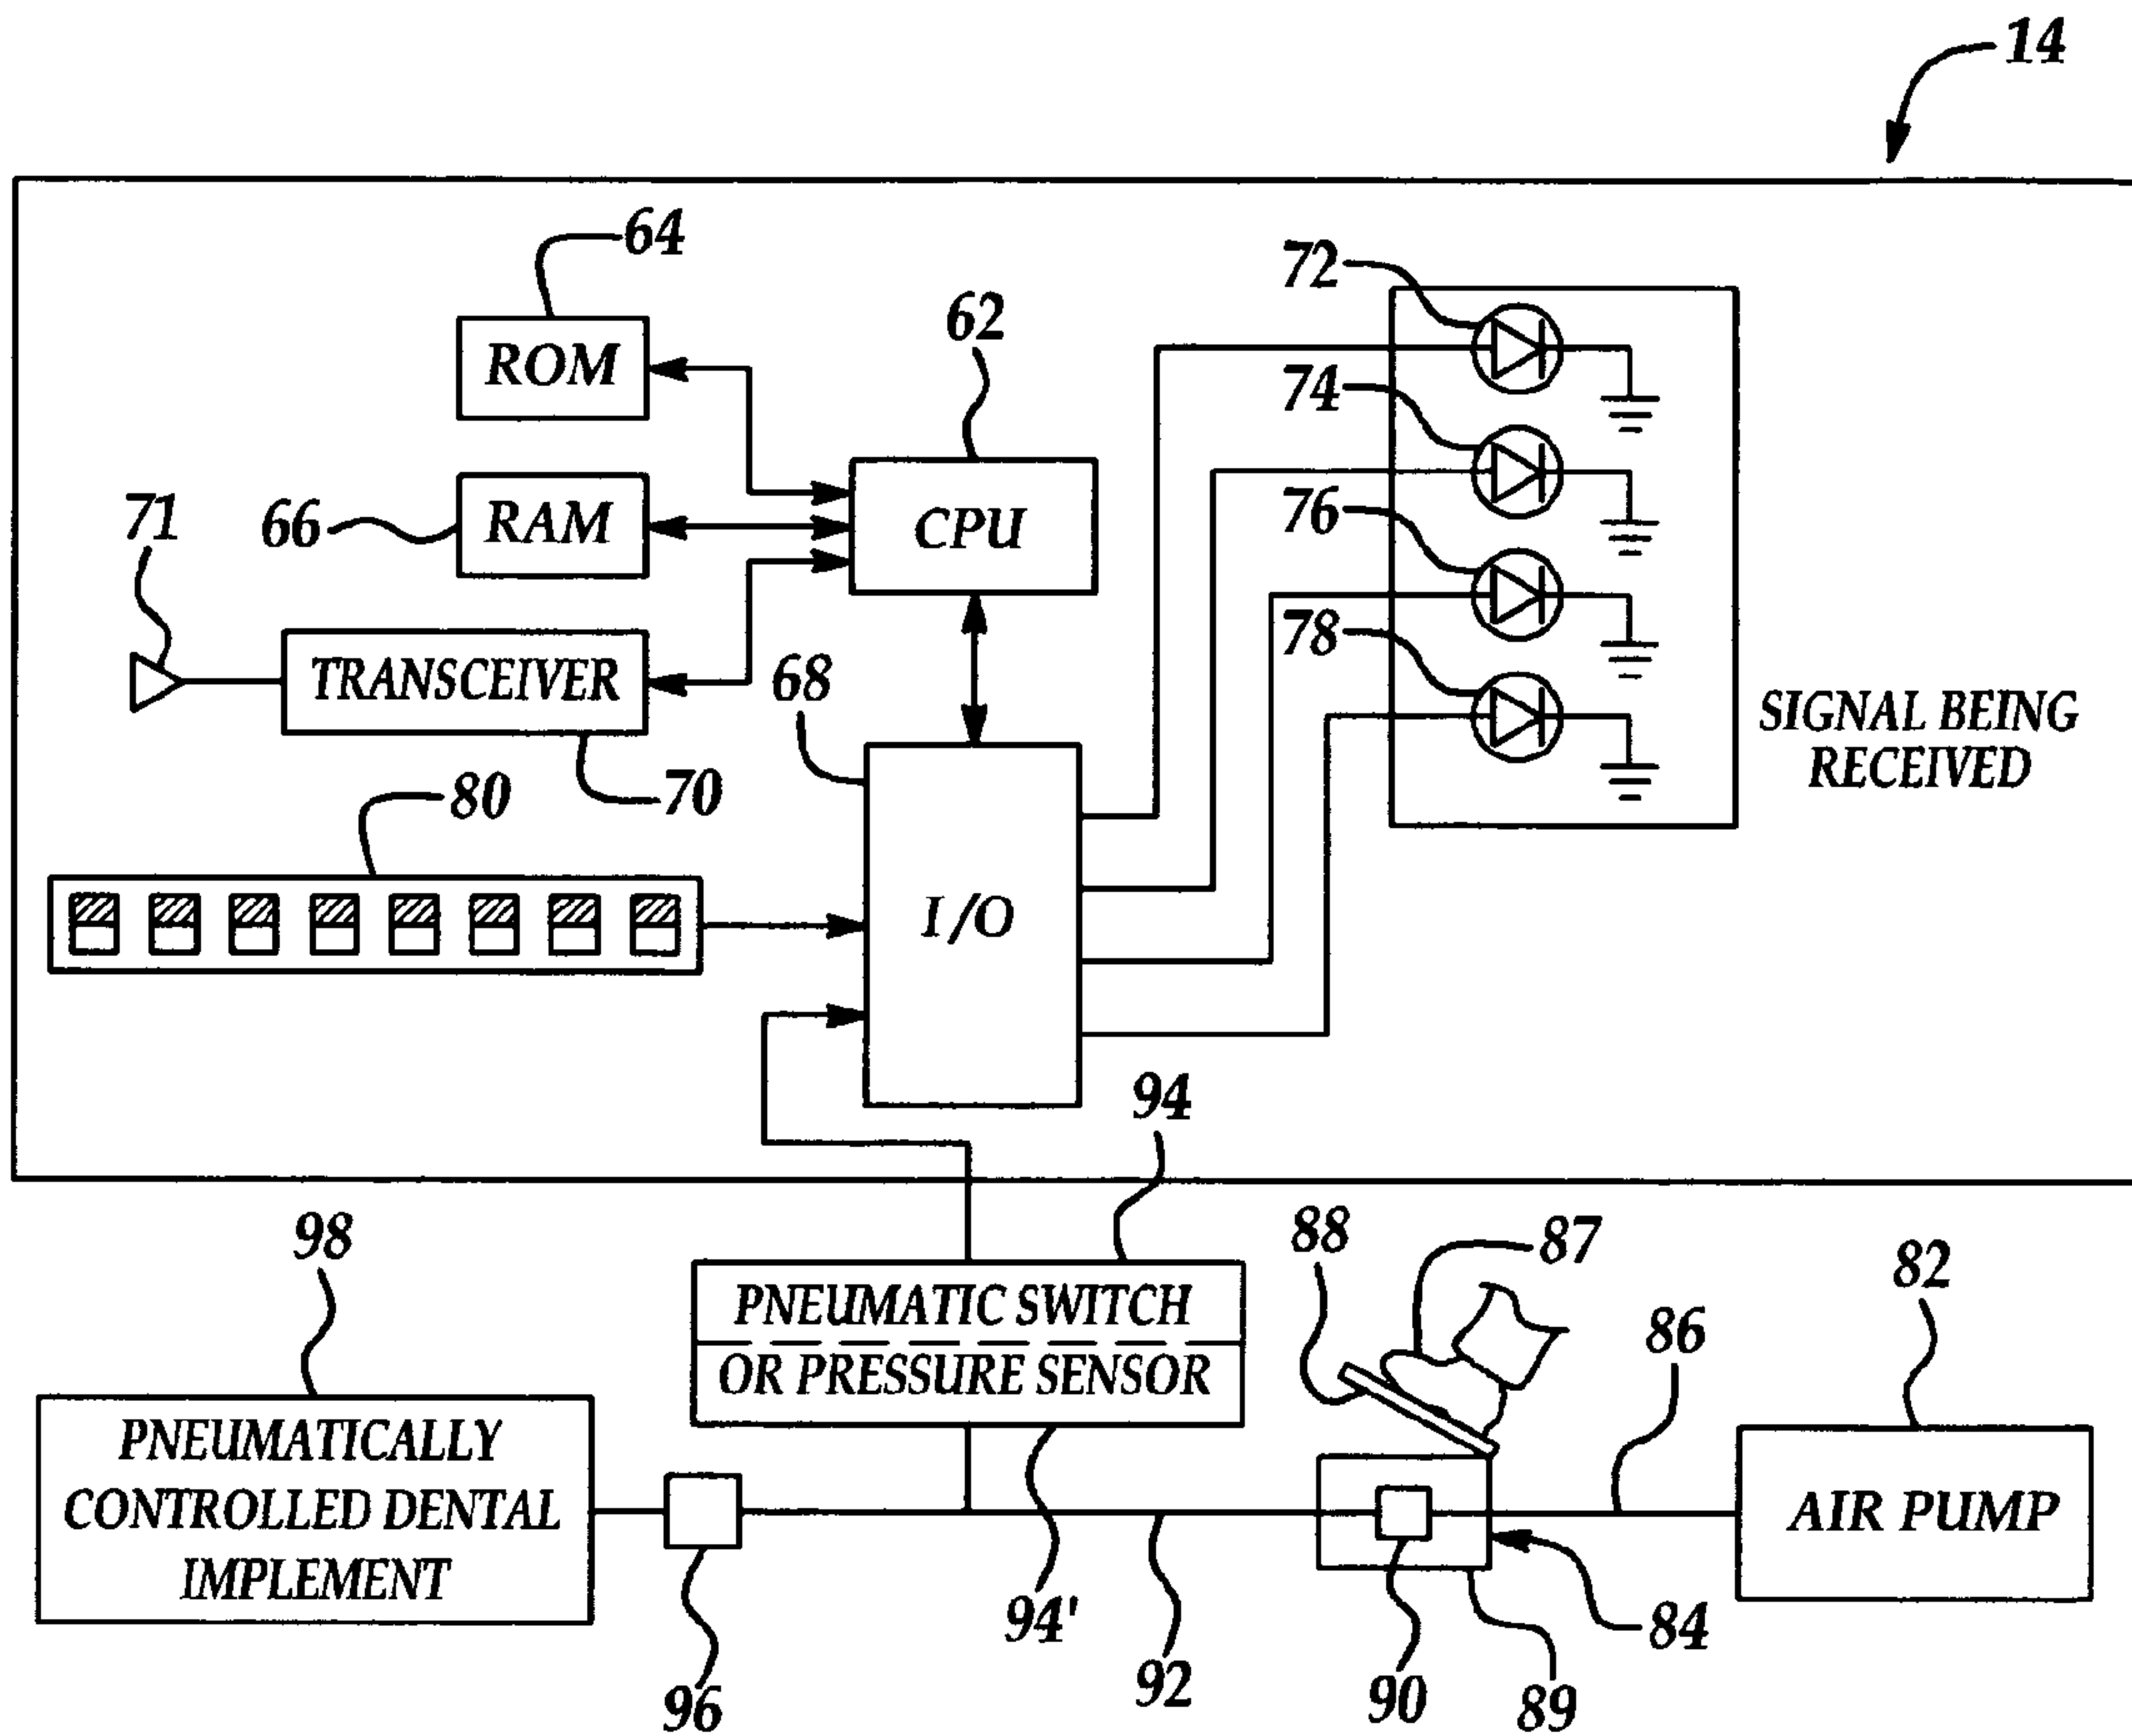 14
64
ROM
62
72
74
71
66
RAM
CPU
76
78
TRANSCEIVER
68
SIGNAL BEING
RECEIVED
80
70
I/O
94
98
88
87
82
PNEUMATIC SWITCH
OR PRESSURE SENSOR
86
PNEUMATICALLY
CONTROLLED DENTAL
IMPLEMENT
AIR PUMP
94'
84
96
92
90
89